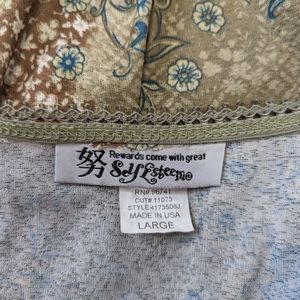 Rewards come with great
努 Self Esteem®
RN# 96741
CUT# 11073
STYLE 4173506J
MADE IN USA
LARGE